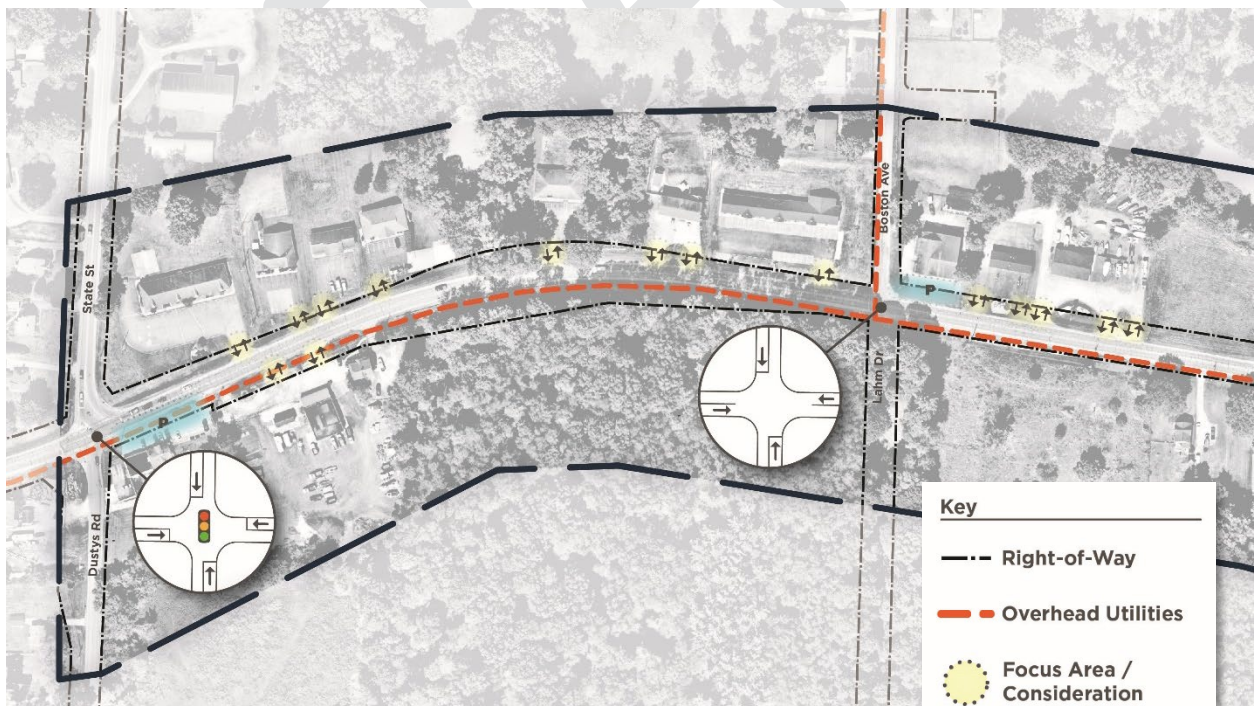 State St
Boston Ave
P
P
Lahm Dr
Dustys Rd
Key
Right-of-Way
Overhead Utilities
Focus Area /
Consideration